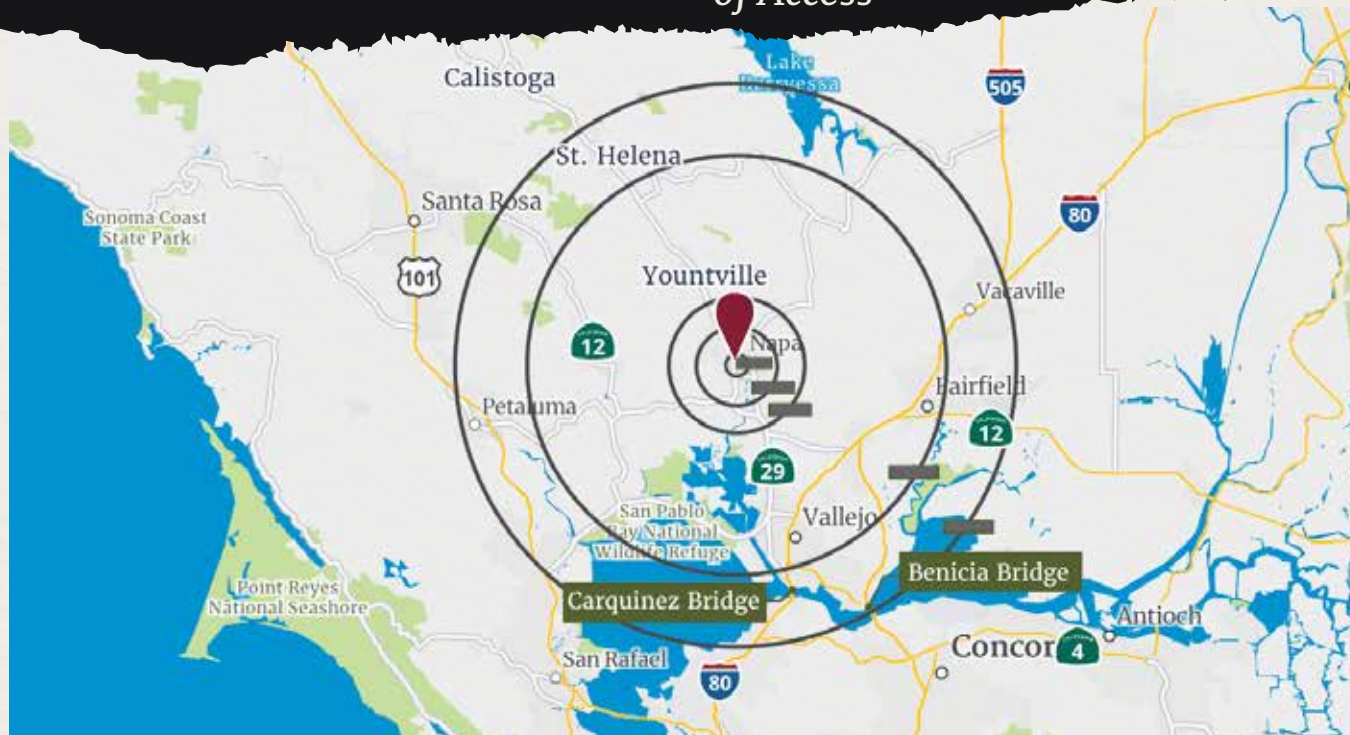 of Access
Calistoga
Lake
Berryessa
505
St. Helena
Santa Rosa
80
Sonoma Coast
State Park
101
Yountville
Vacaville
12
Napa
Fairfield
Petaluma
12
29
San Pablo
Bay National
Wildlife Refuge
Vallejo
Benicia Bridge
Carquinez Bridge
Point Reyes
National Seashore
Antioch
Concor
4
San Rafael
80